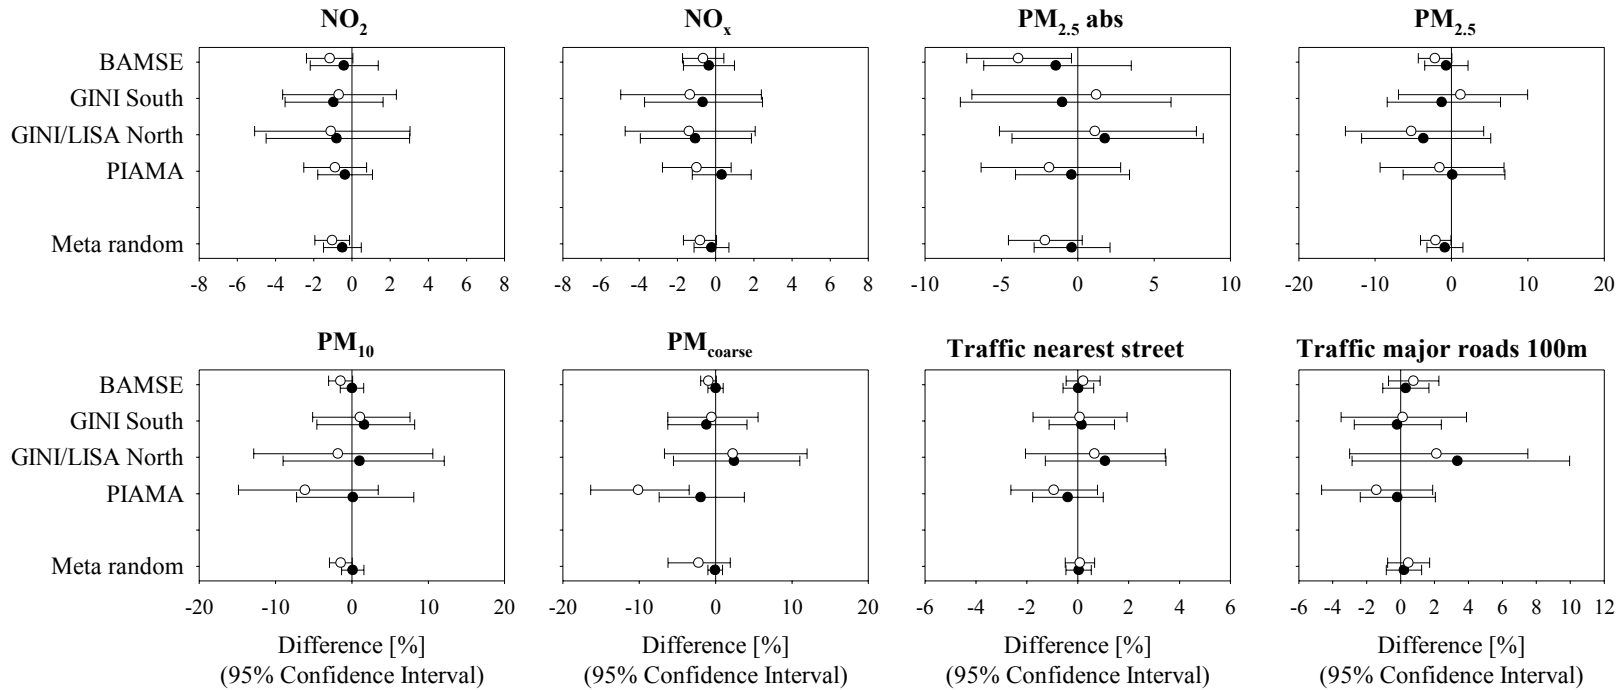 NO2 NOx PM2.5 abs PM2.5
BAMSE
GINI South
GINI/LISA North
PIAMA
Meta random
-8 -6 -4 -2 0 2 4 6 8 -8 -6 -4 -2 0 2 4 6 8 -10 -5 0 5 10 -20 -10 0 10 20
PM10 PMcoarse Traffic nearest street Traffic major roads 100m
BAMSE
GINI South
GINI/LISA North
PIAMA
Meta random
-20 -10 0 10 20 -20 -10 0 10 20 -6 -4 -2 0 2 4 6 -6 -4 -2 0 2 4 6 8 10 12
Difference [%] Difference [%] Difference [%] Difference [%]
(95% Confidence Interval) (95% Confidence Interval) (95% Confidence Interval) (95% Confidence Interval)